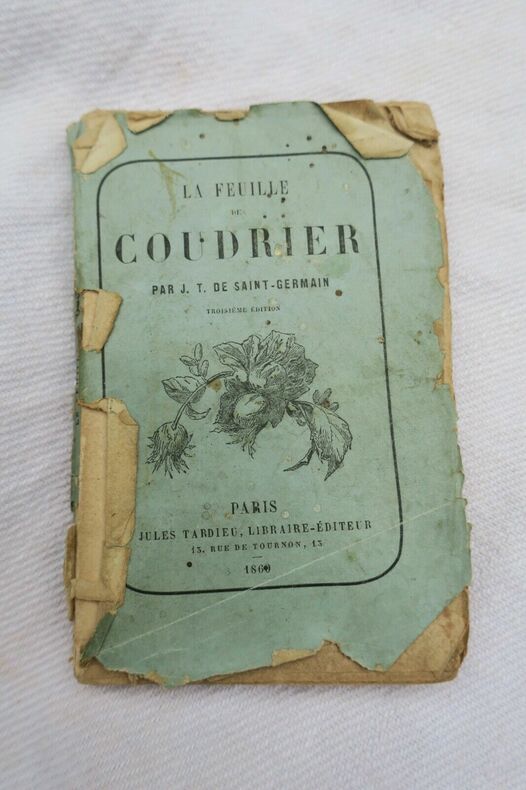 LA FEUILLE
DE
COUDRIER
PAR J. T. DE SAINT-GERMAIN
TROISIÈME ÉDITION
PARIS
JULES TARDIEU, LIBRAIRE-ÉDITEUR
13, RUE DE TOURNON, 13
1860